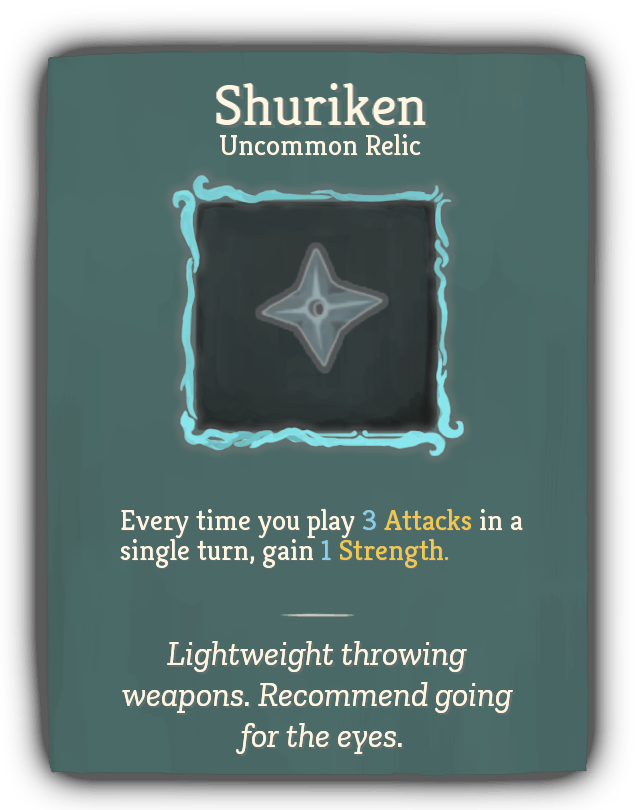 Shuriken
Uncommon Relic
Every time you play 3 Attacks in a
single turn, gain 1 Strength.
Lightweight throwing
weapons. Recommend going
for the eyes.